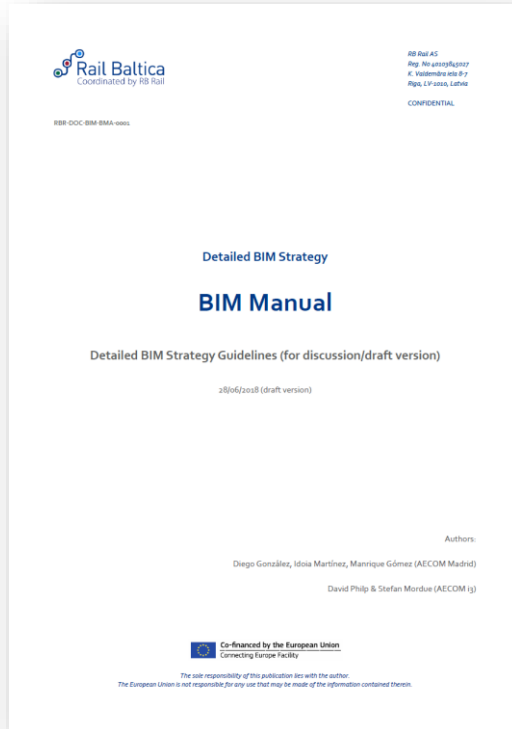 Rail Baltica
Coordinated by RB Rail
RB Rail AS
Reg. No 40103845027
K. Valdemāra iela 8-7
Riga, LV-1010, Latvia
CONFIDENTIAL
RBR-DOC-BIM-BMA-0001
Detailed BIM Strategy
BIM Manual
Detailed BIM Strategy Guidelines (for discussion/draft version)
28/06/2018 (draft version)
Authors:
Diego González, Idoia Martínez, Manrique Gómez (AECOM Madrid)
David Philp & Stefan Mordue (AECOM i3)
Co-financed by the European Union
Connecting Europe Facility
The sole responsibility of this publication lies with the author.
The European Union is not responsible for any use that may be made of the information contained therein.